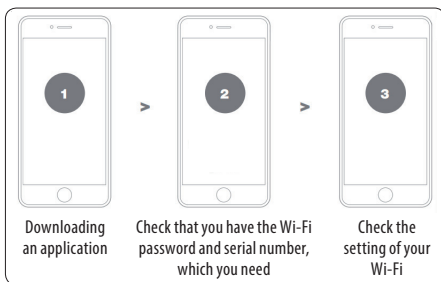 1
>
2
>
3
Downloading
an application
Check that you have the Wi-Fi
password and serial number,
which you need
Check the
setting of your
Wi-Fi